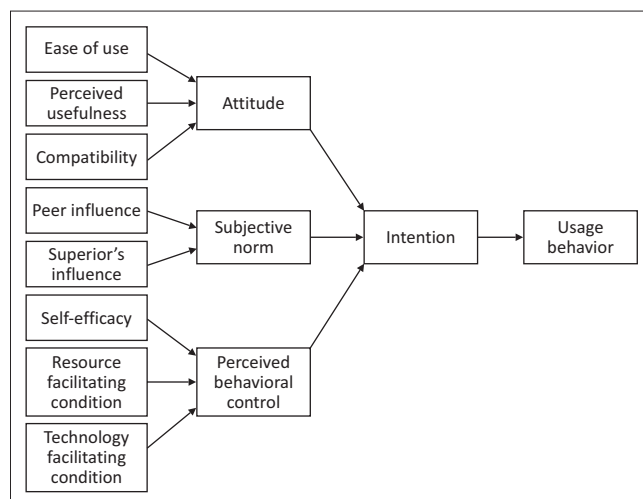 Ease of use
Perceived
usefulness
Compatibility
Peer influence
Superior's
influence
Self-efficacy
Resource
facilitating
condition
Technology
facilitating
condition
Attitude
Subjective
norm
Perceived
behavioral
control
Intention
Usage
behavior